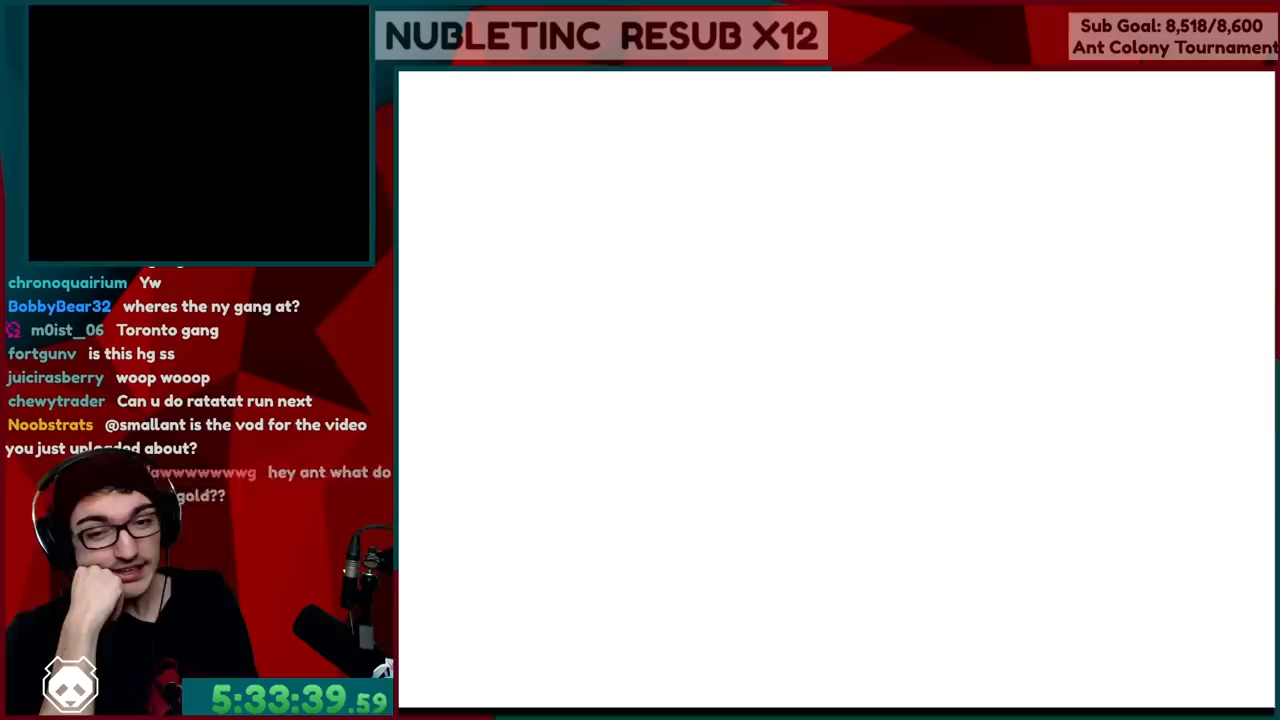 NUBLETINC RESUB X12
Sub Goal: 8,518/8,600
Ant Colony Tournament
chronoquairium Yw
BobbyBear32 wheres the ny gang at?
m0ist__06 Toronto gang
fortgunv is this hg ss
juicirasberry woop wooop
chewytrader Can u do ratatat run next
Noobstrats @smallant is the vod for the video
you just uploaded about?
lawwwwwwwg hey ant what do
gold??
5:33:39.59